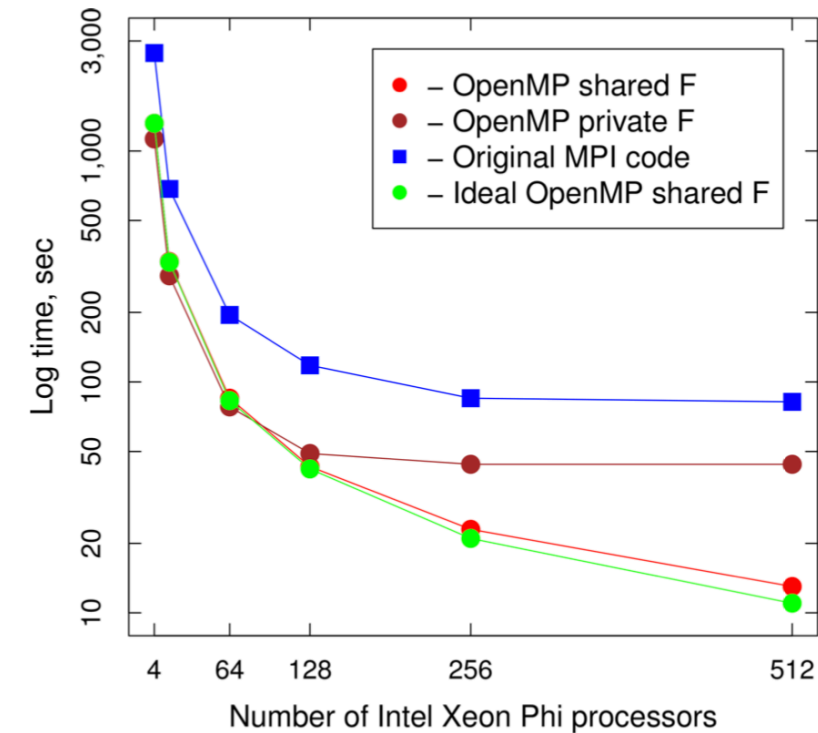 3,000
1,000
500
200
100
50
20
10
Log time, sec
– OpenMP shared F
– OpenMP private F
– Original MPI code
– Ideal OpenMP shared F
4 64 128 256 512
Number of Intel Xeon Phi processors